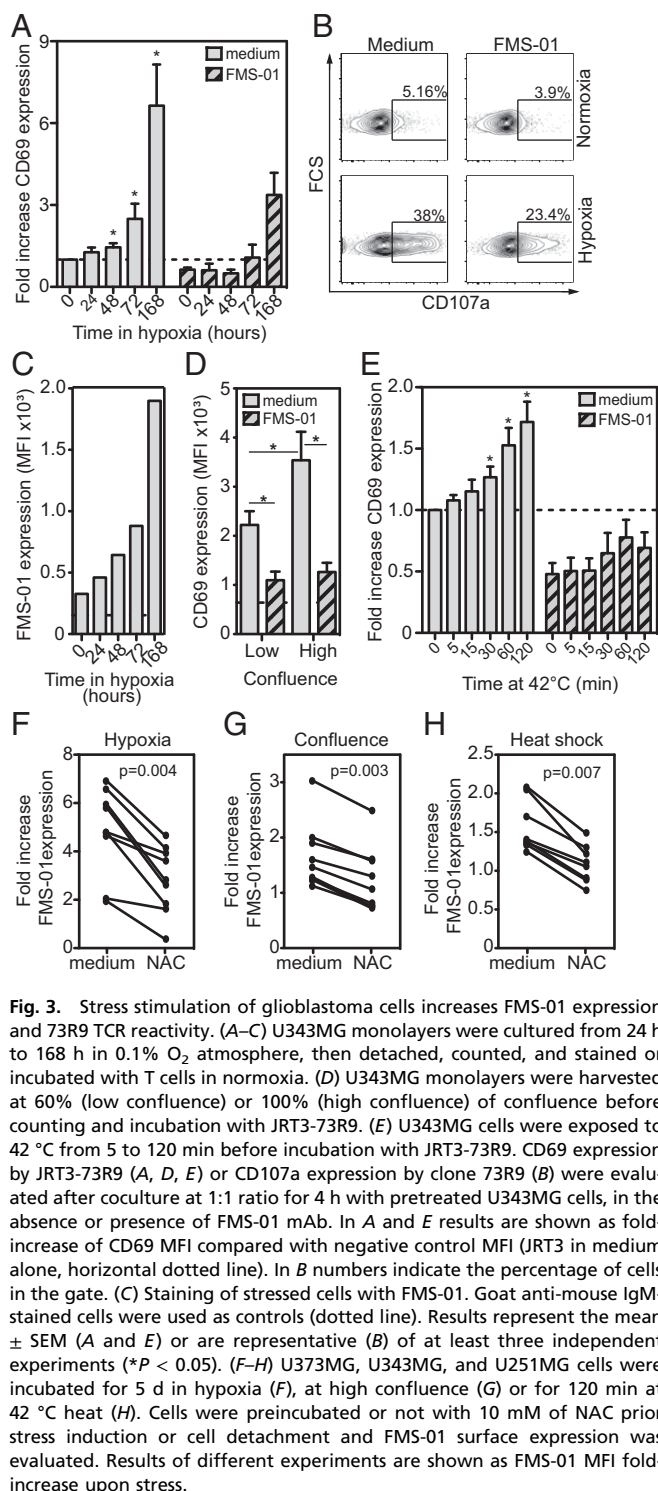 A
Fold increase CD69 expression
9
6
3
0
medium
FMS-01
*
*
*
0
24
48
72
168
0
24
48
72
168
Time in hypoxia (hours)
B
Medium
FMS-01
5.16%
3.9%
Normoxia
38%
23.4%
Hypoxia
FCS
CD107a
C
FMS-01 expression (MFI x10³)
2.0
1.5
1.0
0.5
0
0
24
48
72
168
Time in hypoxia
(hours)
D
CD69 expression (MFI x10³)
5
4
3
2
1
0
medium
FMS-01
*
*
*
Low
High
Confluence
E
Fold increase CD69 expression
2.0
1.5
1.0
0.5
0
medium
FMS-01
*
*
*
0
5
15
30
60
120
0
5
15
30
60
120
Time at 42°C (min)
F
Hypoxia
p=0.004
Fold increase
FMS-01expression
8
6
4
2
0
medium
NAC
G
Confluence
p=0.003
Fold increase
FMS-01expression
3
2
1
0
medium
NAC
H
Heat shock
p=0.007
Fold increase
FMS-01expression
2.5
2.0
1.5
1.0
0.5
0
medium
NAC
Fig. 3. Stress stimulation of glioblastoma cells increases FMS-01 expression
and 73R9 TCR reactivity. (A–C) U343MG monolayers were cultured from 24 h
to 168 h in 0.1% O₂ atmosphere, then detached, counted, and stained or
incubated with T cells in normoxia. (D) U343MG monolayers were harvested
at 60% (low confluence) or 100% (high confluence) of confluence before
counting and incubation with JRT3-73R9. (E) U343MG cells were exposed to
42 °C from 5 to 120 min before incubation with JRT3-73R9. CD69 expression
by JRT3-73R9 (A, D, E) or CD107a expression by clone 73R9 (B) were evalu-
ated after coculture at 1:1 ratio for 4 h with pretreated U343MG cells, in the
absence or presence of FMS-01 mAb. In A and E results are shown as fold-
increase of CD69 MFI compared with negative control MFI (JRT3 in medium
alone, horizontal dotted line). In B numbers indicate the percentage of cells
in the gate. (C) Staining of stressed cells with FMS-01. Goat anti-mouse IgM-
stained cells were used as controls (dotted line). Results represent the mean
± SEM (A and E) or are representative (B) of at least three independent
experiments (*P < 0.05). (F–H) U373MG, U343MG, and U251MG cells were
incubated for 5 d in hypoxia (F), at high confluence (G) or for 120 min at
42 °C heat (H). Cells were preincubated or not with 10 mM of NAC prior
stress induction or cell detachment and FMS-01 surface expression was
evaluated. Results of different experiments are shown as FMS-01 MFI fold-
increase upon stress.